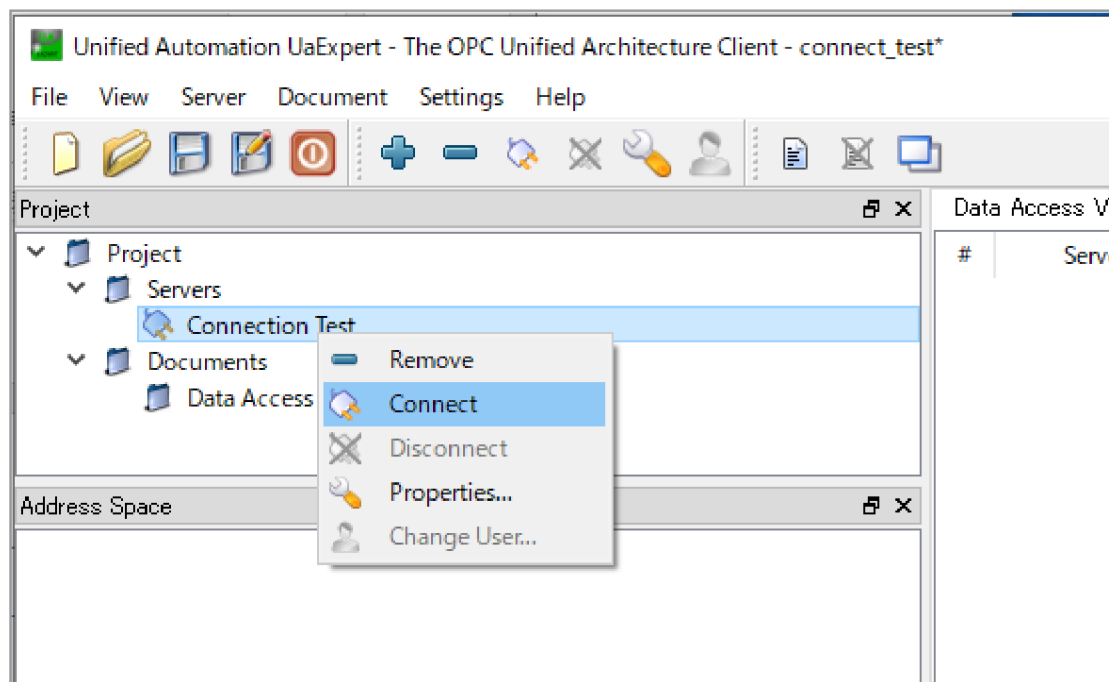 Unified Automation UaExpert - The OPC Unified Architecture Client - connect_test*
File View Server Document Settings Help
Project
Data Access V
Project
# Serv
Servers
Connection Test
Documents
Data Access
Remove
Connect
Disconnect
Properties...
Change User...
Address Space